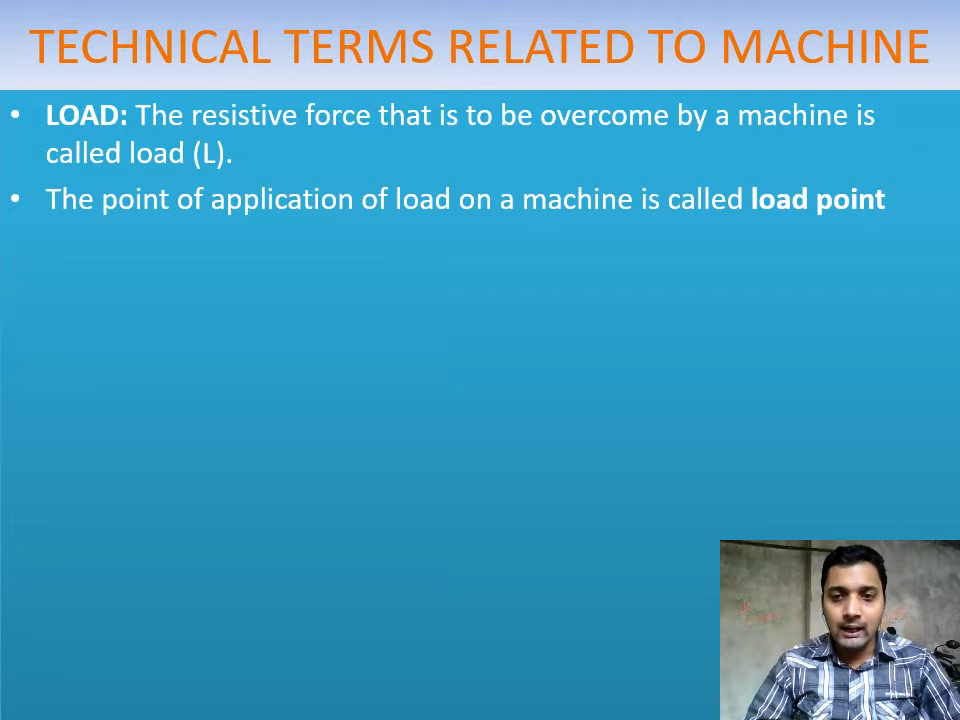 TECHNICAL TERMS RELATED TO MACHINE
• LOAD: The resistive force that is to be overcome by a machine is
called load (L).
• The point of application of load on a machine is called load point